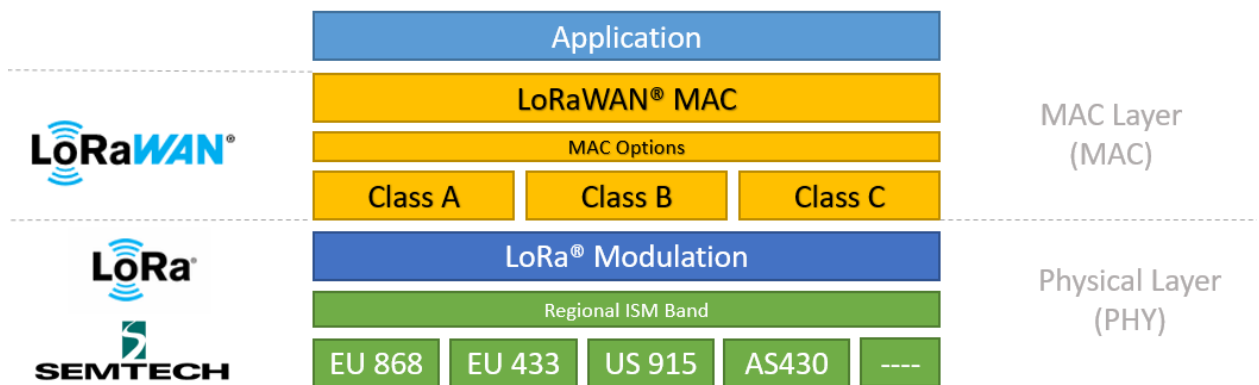 Application
LoRaWAN® MAC
MAC Options
Class A Class B Class C
LoRaWAN®
MAC Layer
(MAC)
LoRa® Modulation
Regional ISM Band
EU 868 EU 433 US 915 AS430 ----
LoRa®
SEMTECH
Physical Layer
(PHY)